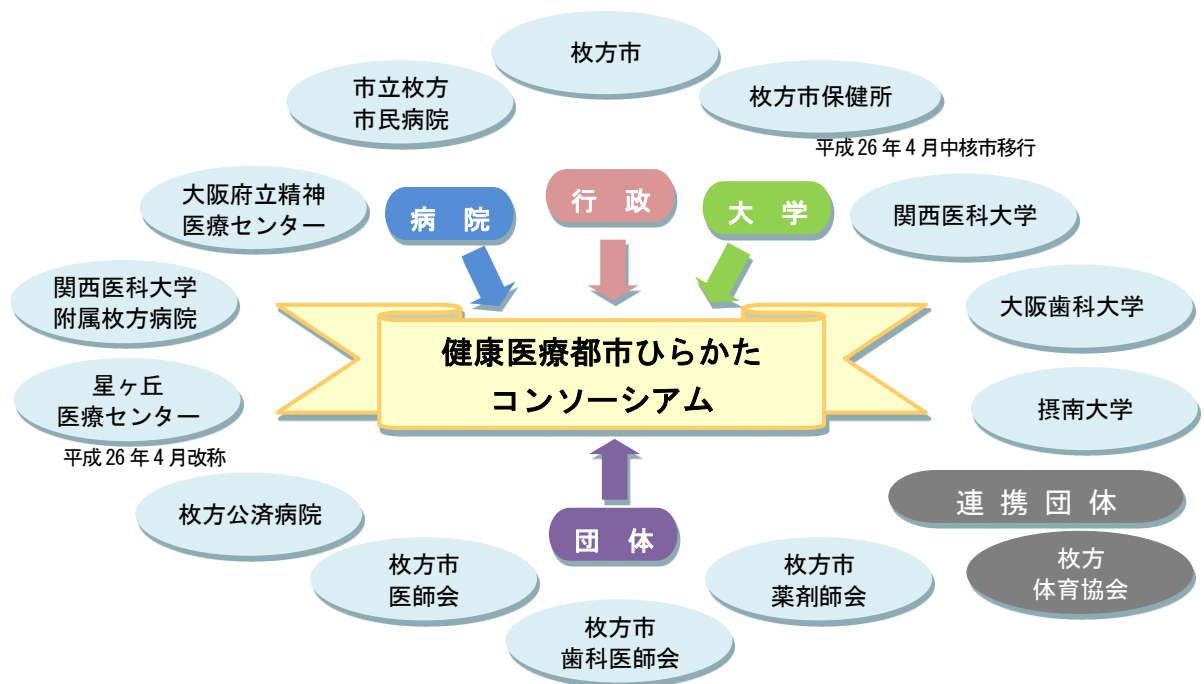 枚方市
市立枚方
市民病院
枚方市保健所
平成26年4月中核市移行
大阪府立精神
医療センター
病 院
行 政
大 学
関西医科大学
関西医科大学
附属枚方病院
大阪歯科大学
健康医療都市ひらかた
コンソーシアム
星ヶ丘
医療センター
平成26年4月改称
摂南大学
枚方公済病院
連 携 団 体
団 体
枚方市
医師会
枚方市
薬剤師会
枚方
体育協会
枚方市
歯科医師会